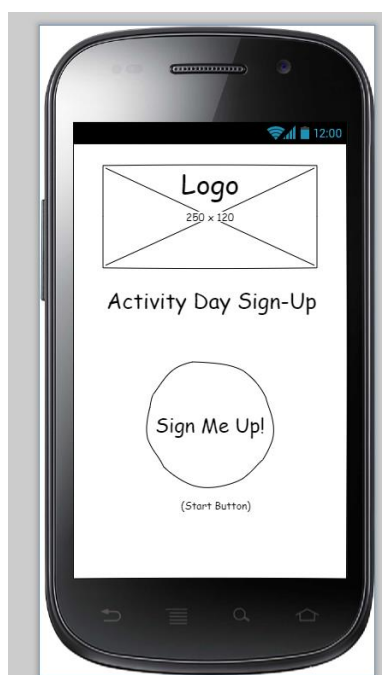 12:00
Logo
250 x 120
Activity Day Sign-Up
Sign Me Up!
(Start Button)